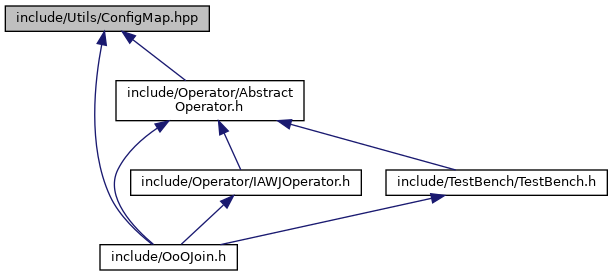 include/Utils/ConfigMap.hpp
include/Operator/Abstract
Operator.h
include/Operator/IAWJOperator.h
include/TestBench/TestBench.h
include/OoOJoin.h